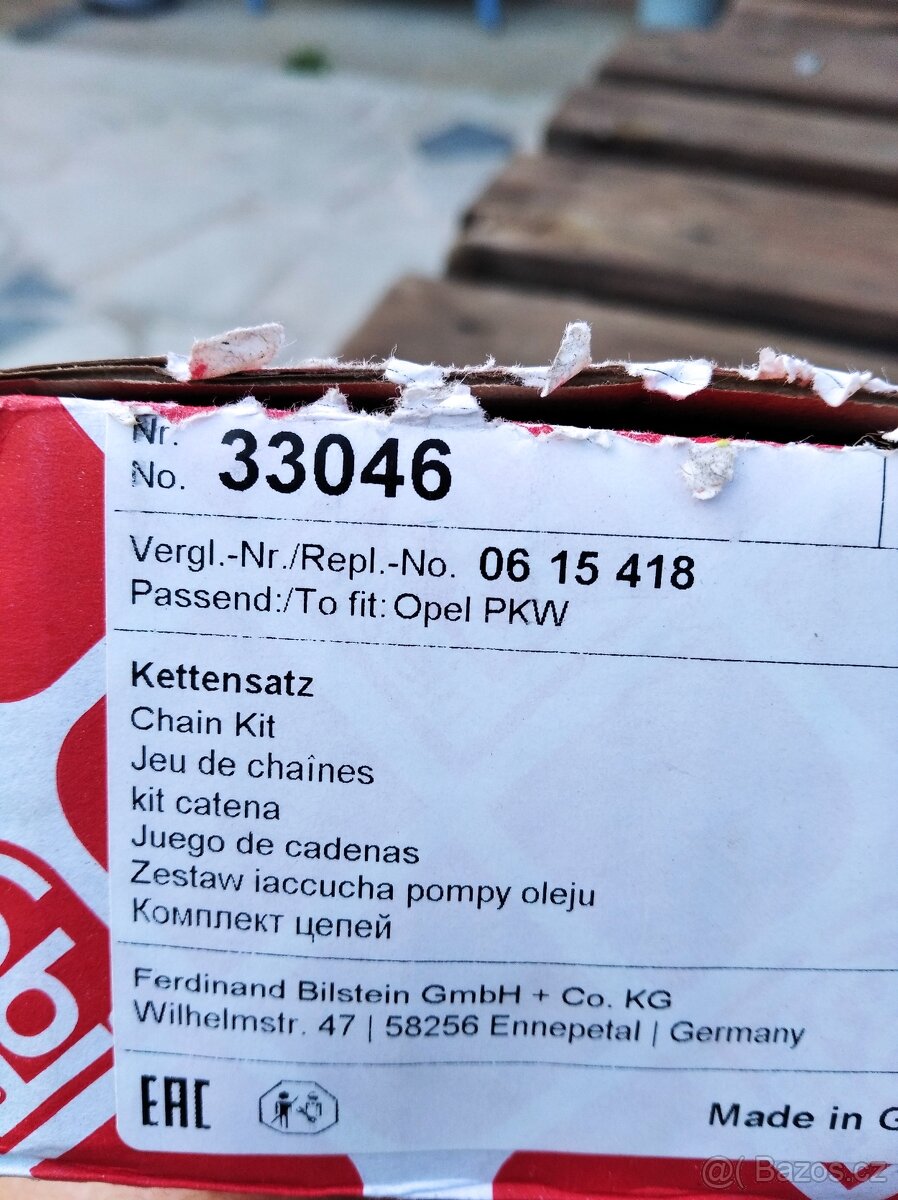 Nr.
No. 33046
Vergl.-Nr./Repl.-No. 06 15 418
Passend:/To fit: Opel PKW
Kettensatz
Chain Kit
Jeu de chaînes
kit catena
Juego de cadenas
Zestaw iaccucha pompy oleju
Комплект цепей
Ferdinand Bilstein GmbH + Co. KG
Wilhelmstr. 47 | 58256 Ennepetal | Germany
EAC
Made in G
@( Bazos.cz